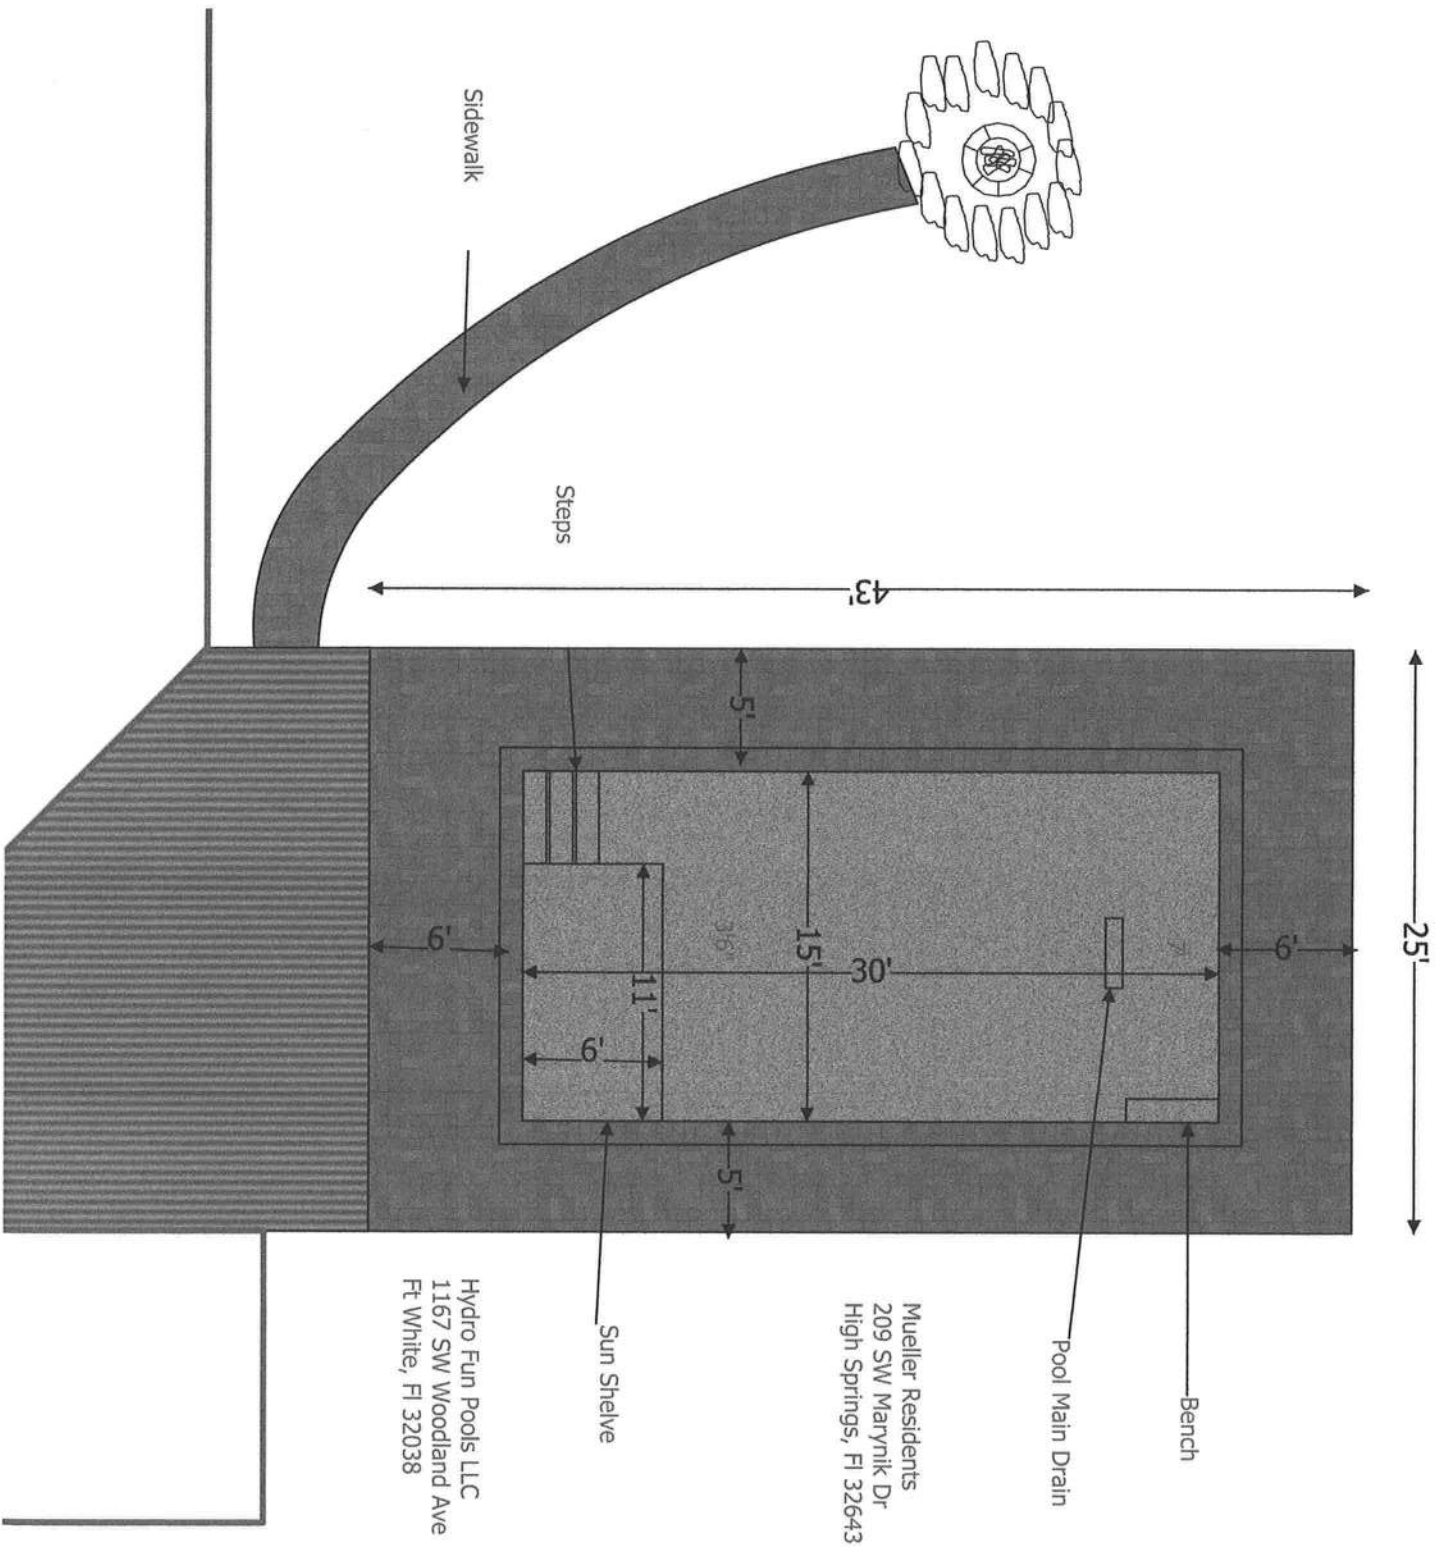 25'
43'
Sidewalk
Steps
5'
6'
6'
15'
30'
11'
6'
3'6"
5'
Bench
Pool Main Drain
Mueller Residents
209 SW Marynik Dr
High Springs, Fl 32643
Sun Shelve
Hydro Fun Pools LLC
1167 SW Woodland Ave
Ft White, Fl 32038